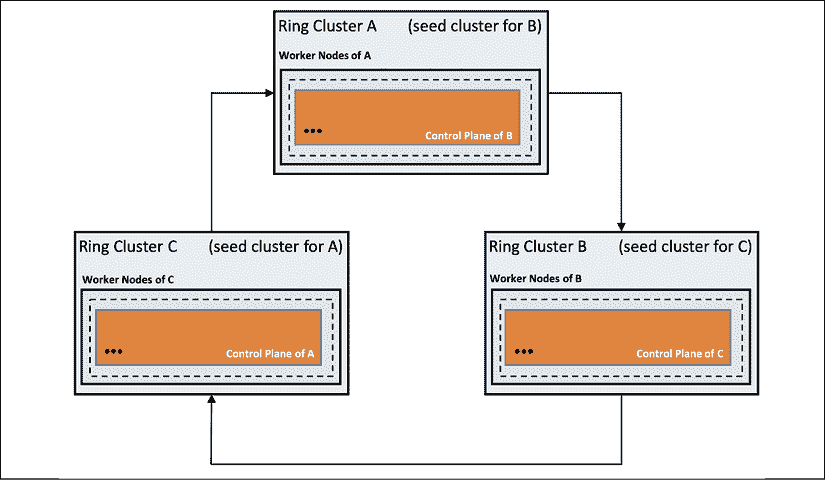 Ring Cluster A (seed cluster for B)
Worker Nodes of A
...
Control Plane of B
Ring Cluster C (seed cluster for A)
Worker Nodes of C
...
Control Plane of A
Ring Cluster B (seed cluster for C)
Worker Nodes of B
...
Control Plane of C